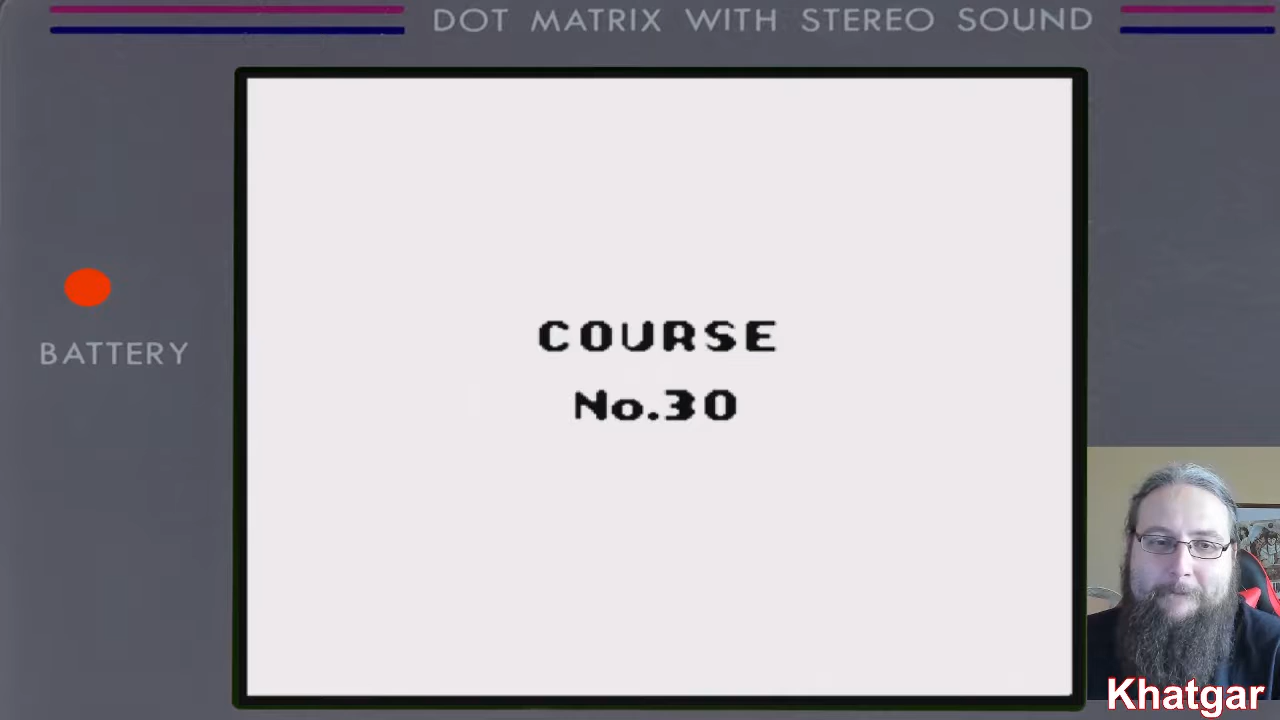 DOT MATRIX WITH STEREO SOUND
BATTERY
COURSE
No.30
Khatgar